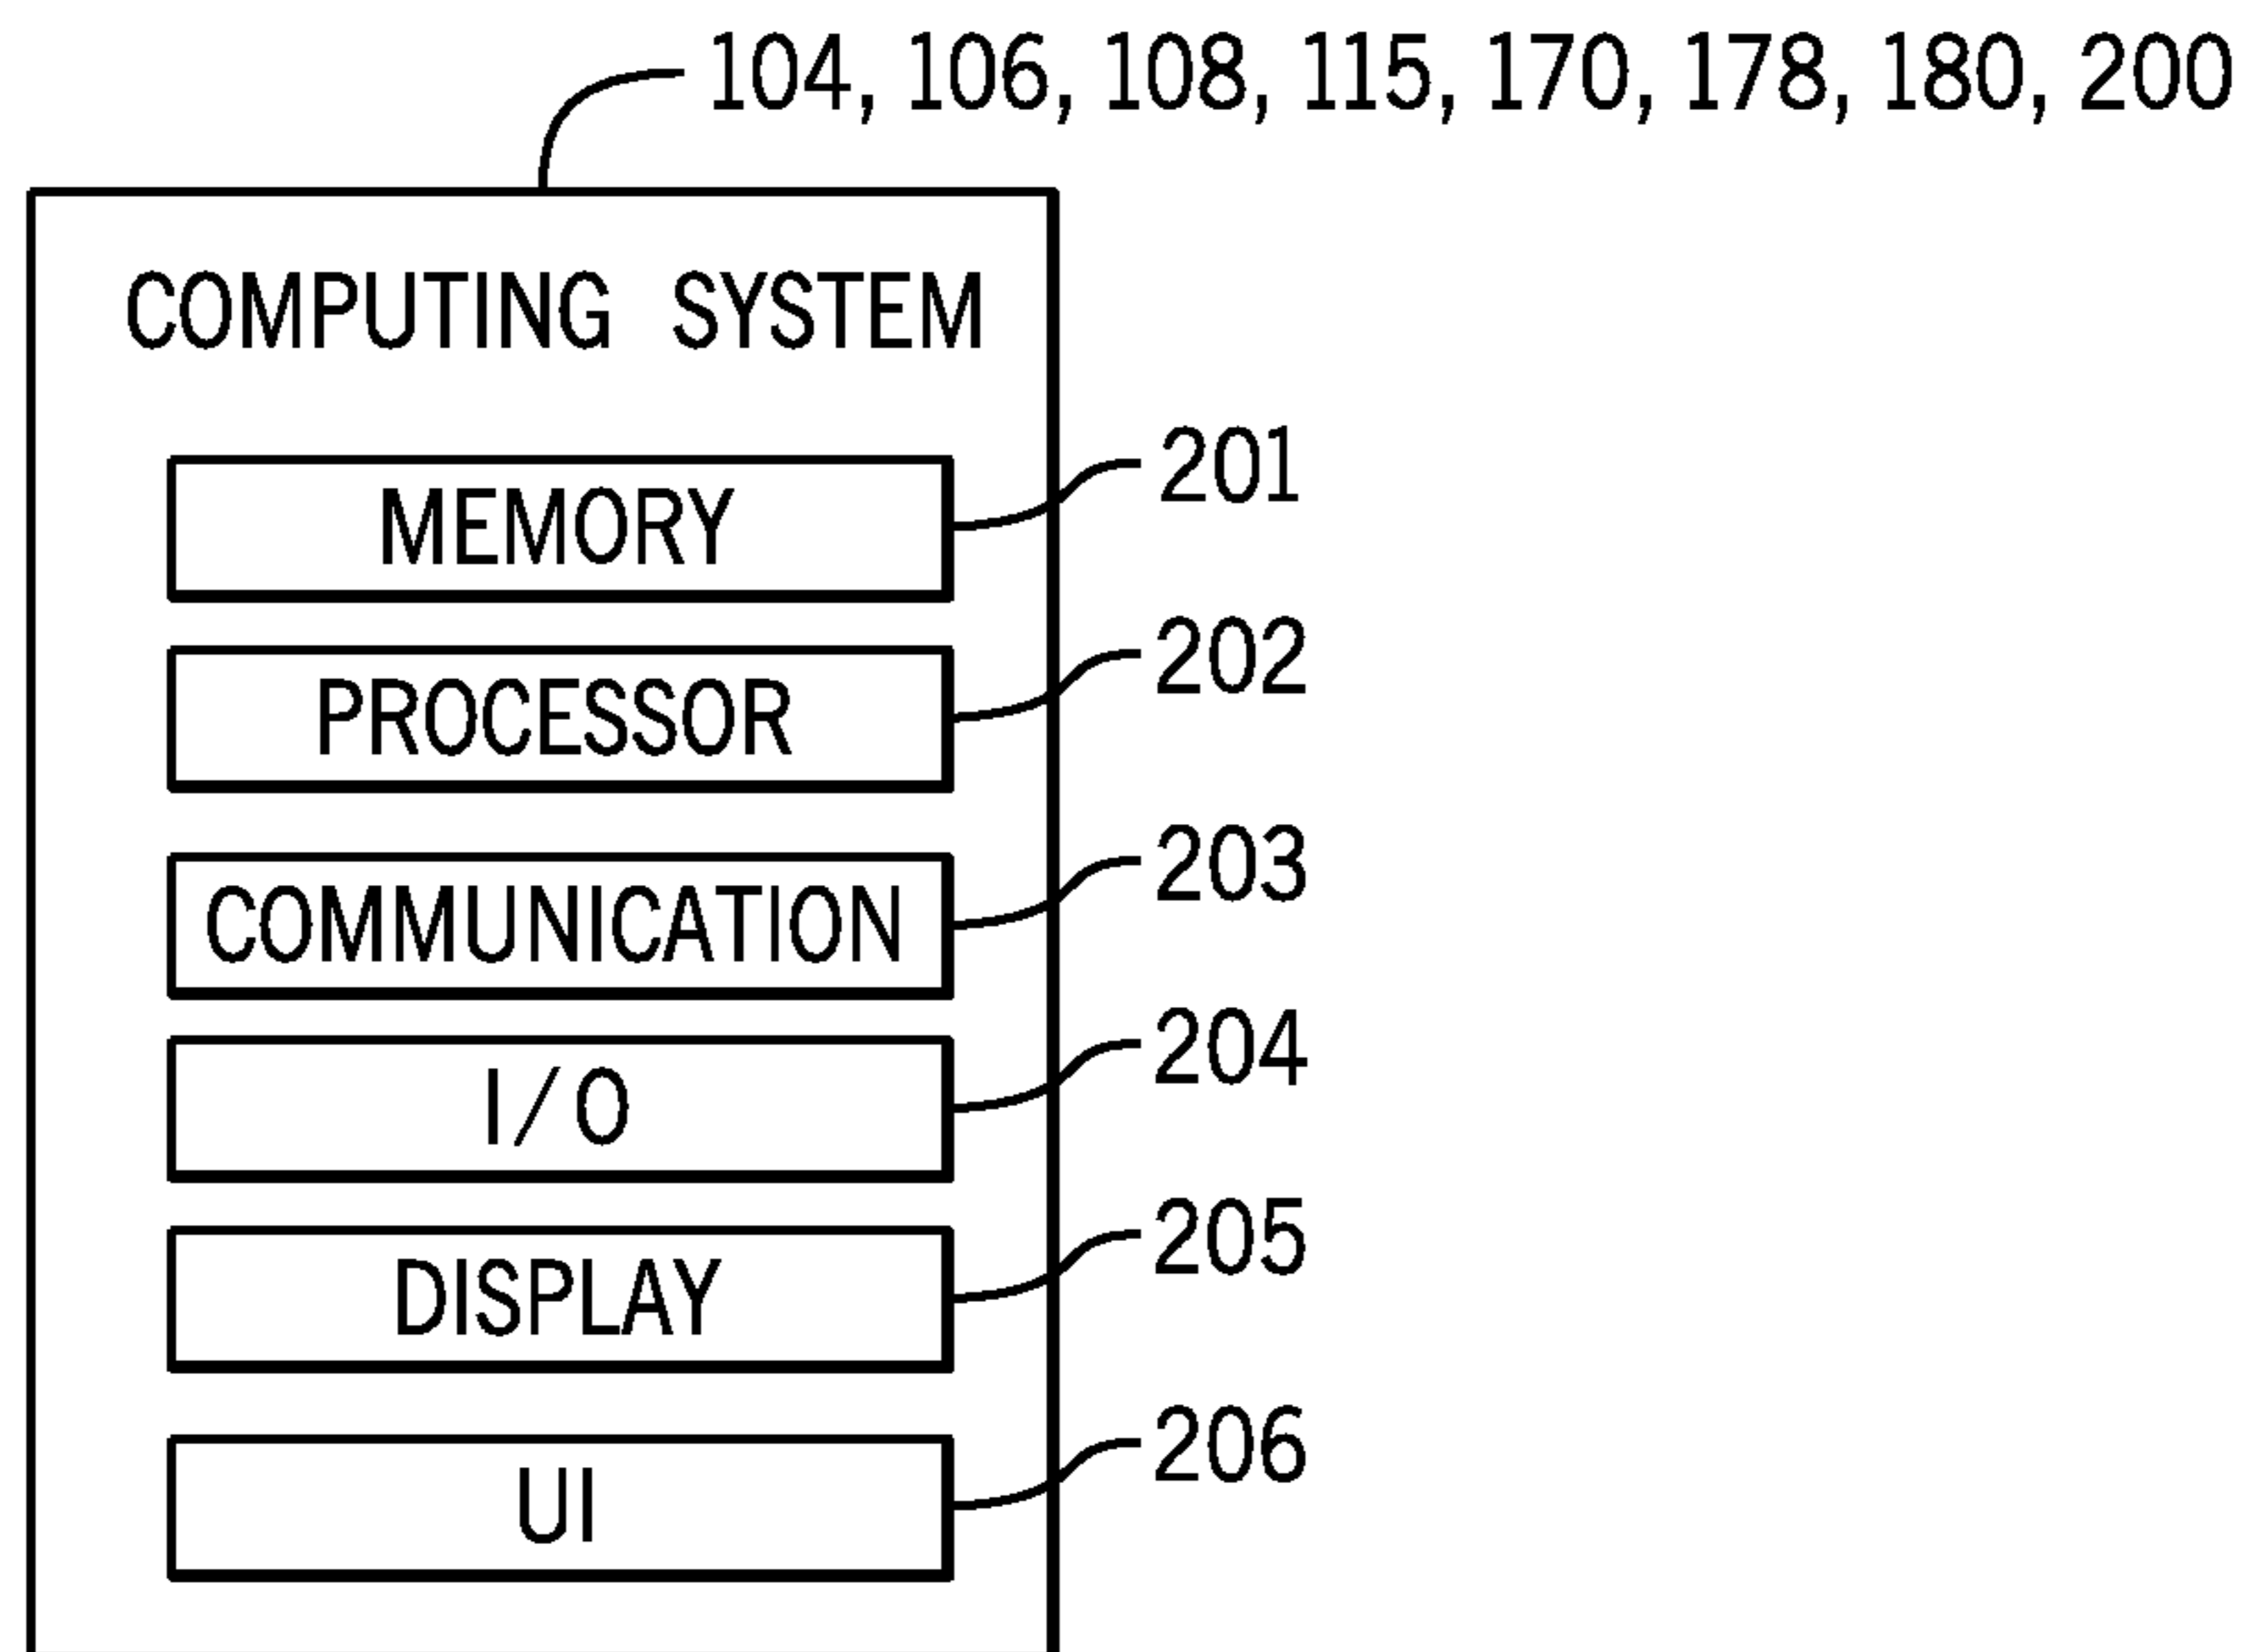 104, 106, 108, 115, 170, 178, 180, 200
COMPUTING SYSTEM
MEMORY
201
PROCESSOR
202
COMMUNICATION
203
I/O
204
DISPLAY
205
UI
206